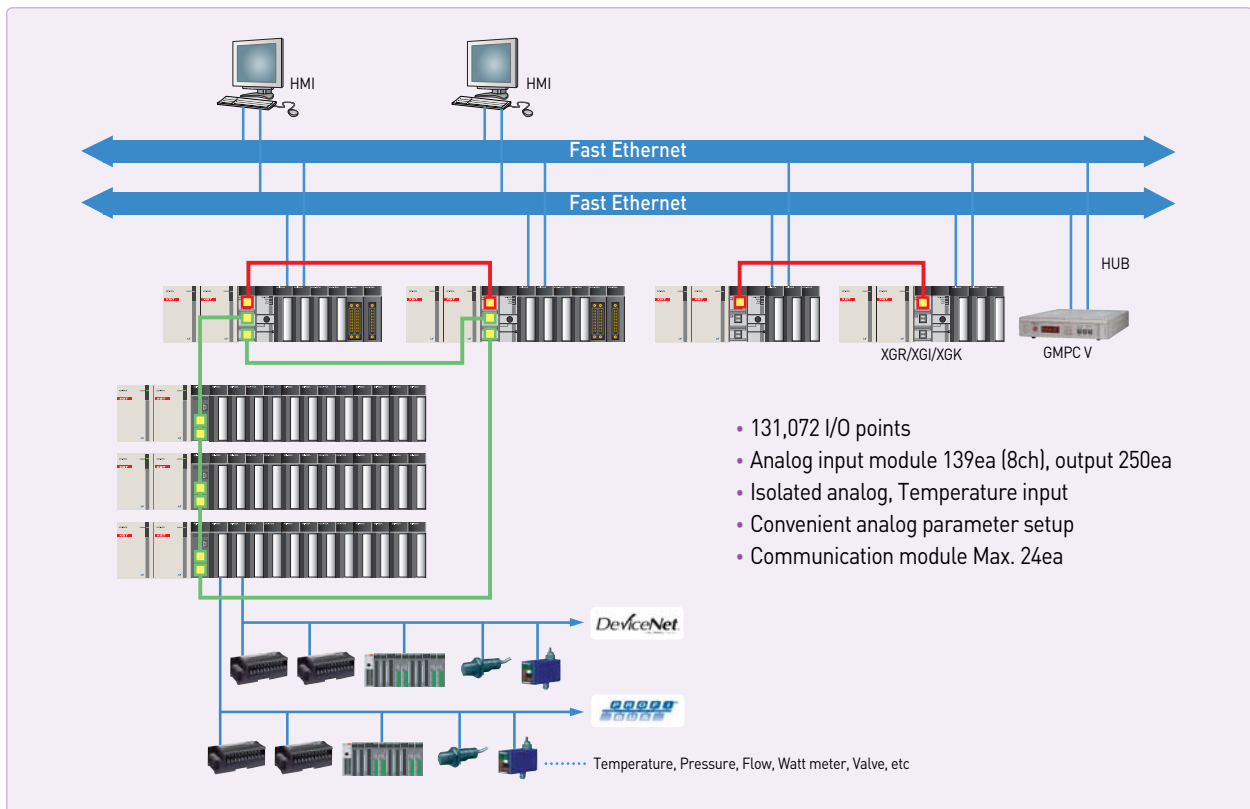 HMI
HMI
Fast Ethernet
Fast Ethernet
HUB
XGR/XGI/XGK
GMPC V
• 131,072 I/O points
• Analog input module 139ea (8ch), output 250ea
• Isolated analog, Temperature input
• Convenient analog parameter setup
• Communication module Max. 24ea
DeviceNet
PROFI
BUS
Temperature, Pressure, Flow, Watt meter, Valve, etc